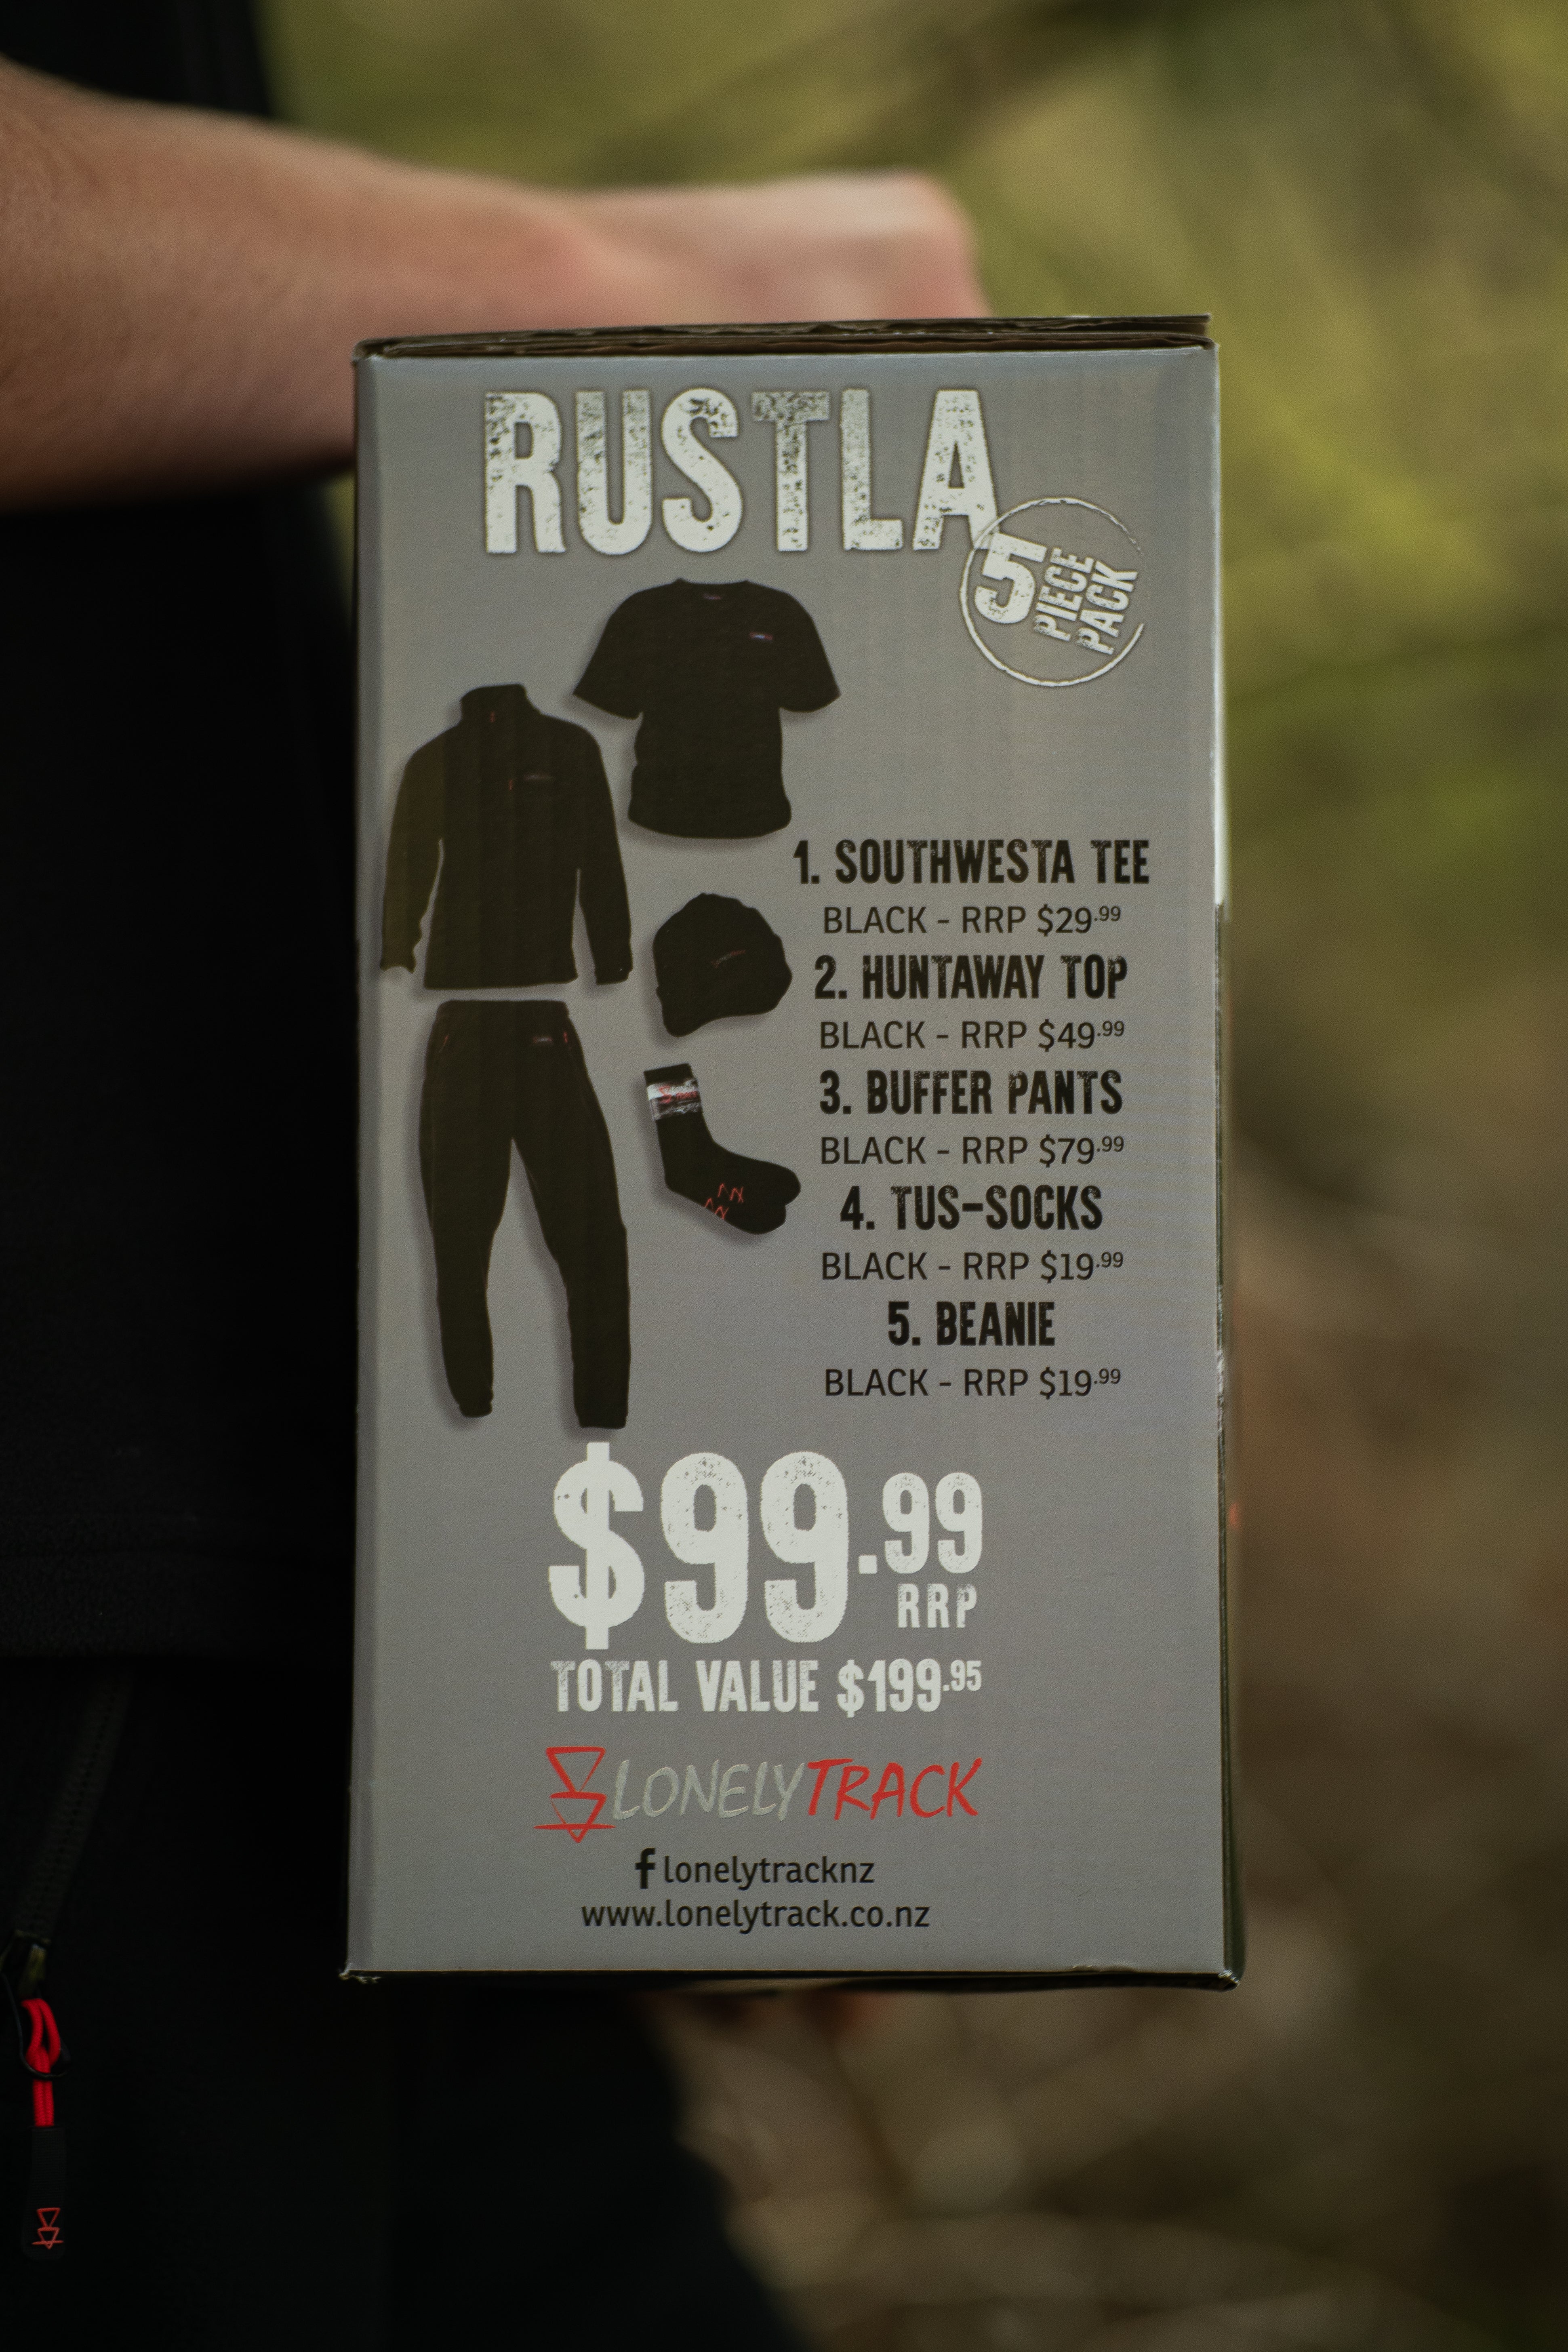 RUSTLA
5 PIECE PACK
1. SOUTHWESTA TEE
BLACK - RRP $29.99
2. HUNTAWAY TOP
BLACK - RRP $49.99
3. BUFFER PANTS
BLACK - RRP $79.99
4. TUS-SOCKS
BLACK - RRP $19.99
5. BEANIE
BLACK - RRP $19.99
$99.99
RRP
TOTAL VALUE $199.95
LONELYTRACK
f lonelytracknz
www.lonelytrack.co.nz